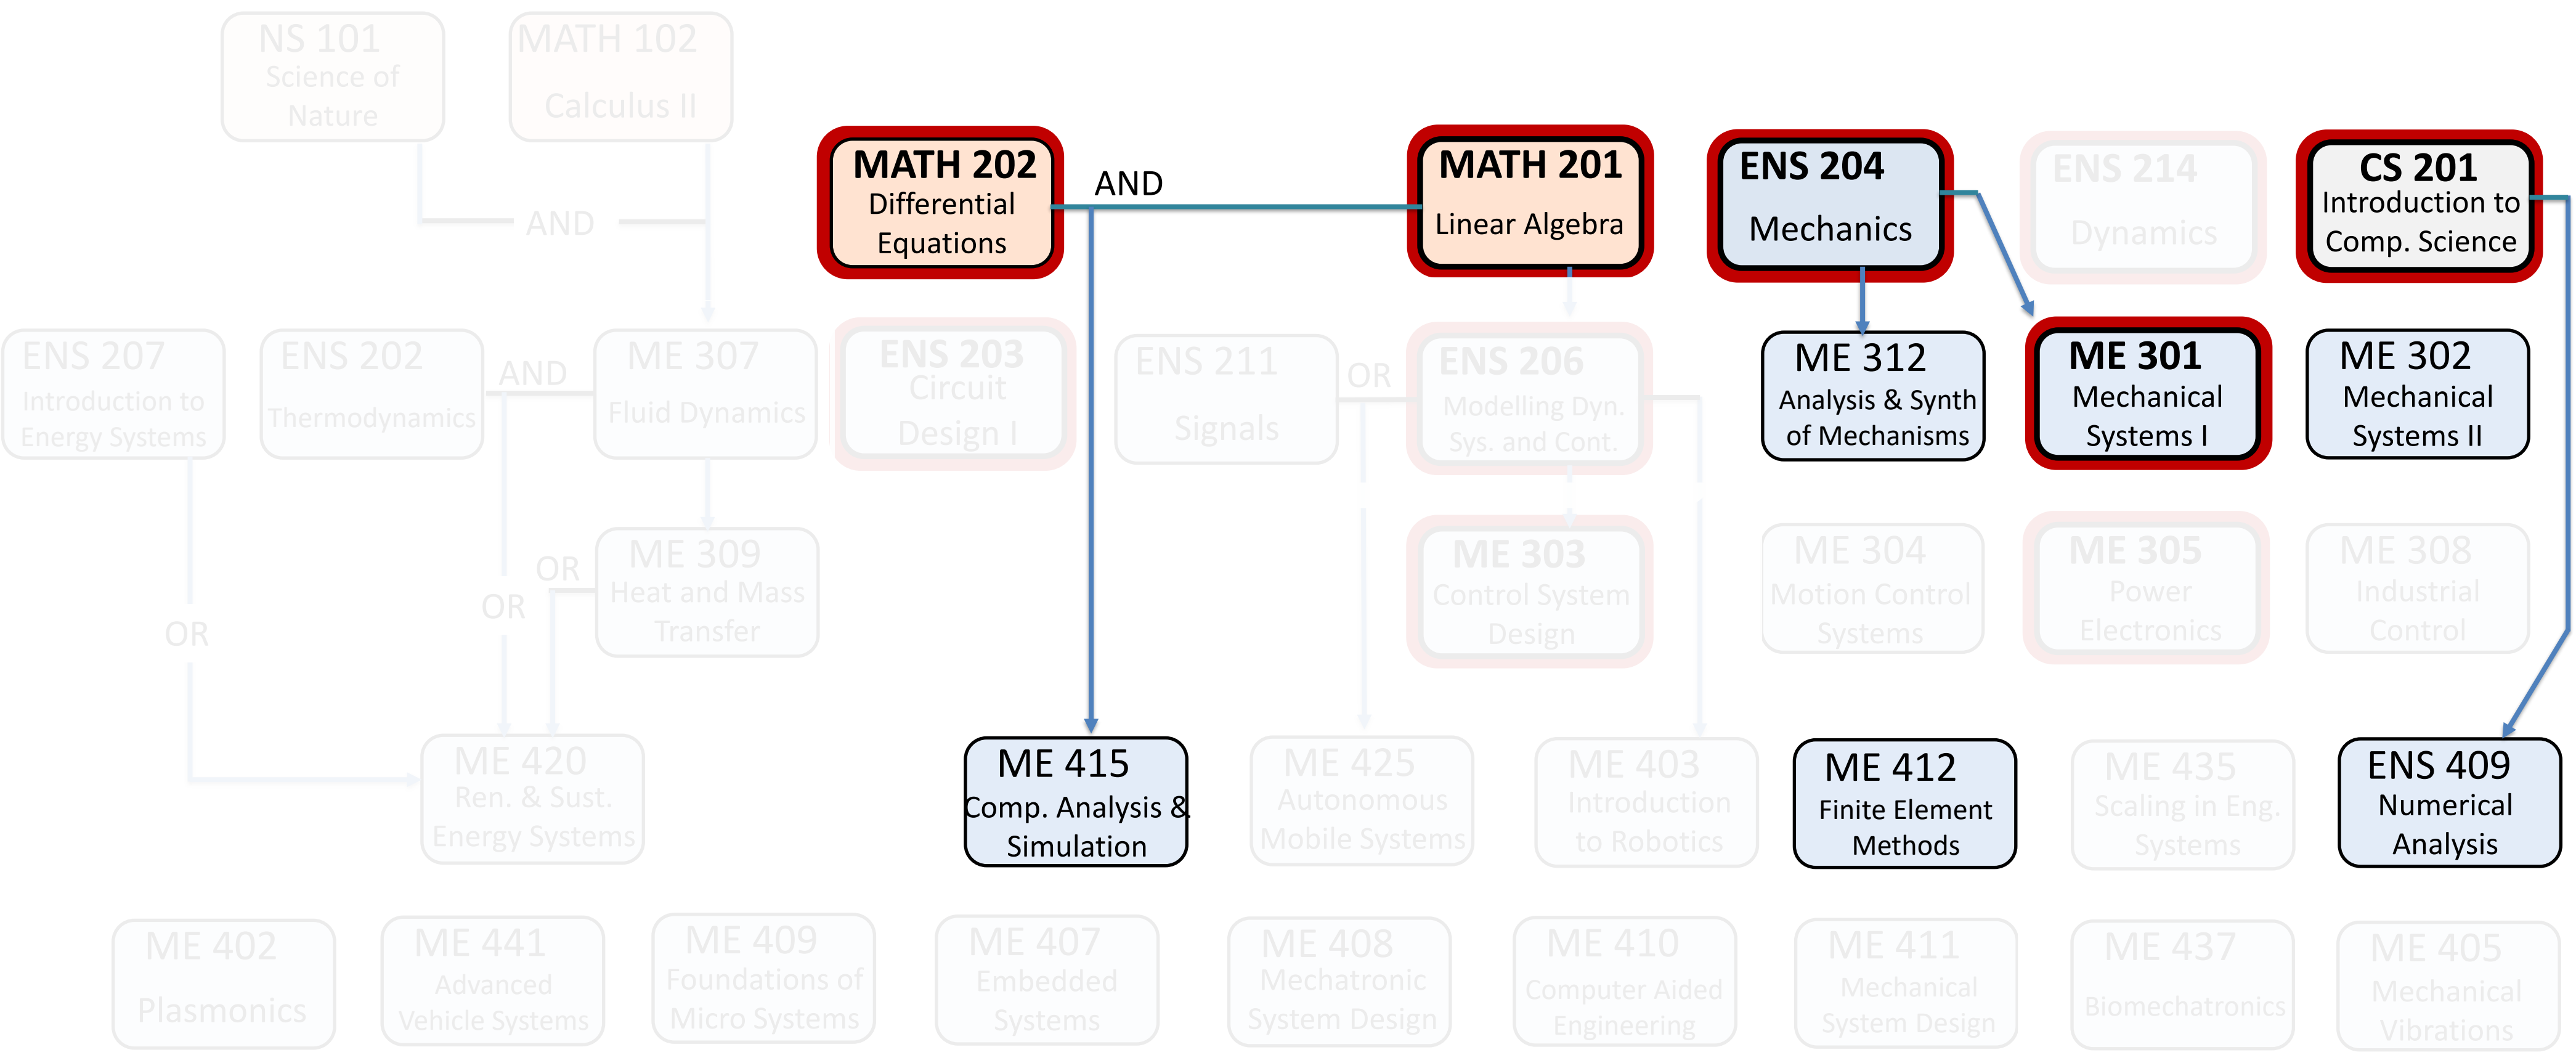 NS 101
Science of
Nature
MATH 102
Calculus II
AND
MATH 202
Differential
Equations
AND
MATH 201
Linear Algebra
ENS 204
Mechanics
ENS 214
Dynamics
CS 201
Introduction to
Comp. Science
ENS 207
Introduction to
Energy Systems
ENS 202
Thermodynamics
AND
ME 307
Fluid Dynamics
ENS 203
Circuit
Design I
ENS 211
Signals
OR
ENS 206
Modelling Dyn.
Sys. and Cont.
ME 312
Analysis & Synth
of Mechanisms
ME 301
Mechanical
Systems I
ME 302
Mechanical
Systems II
OR
OR
OR
ME 309
Heat and Mass
Transfer
ME 303
Control System
Design
ME 304
Motion Control
Systems
ME 305
Power
Electronics
ME 308
Industrial
Control
ME 420
Ren. & Sust.
Energy Systems
ME 415
Comp. Analysis &
Simulation
ME 425
Autonomous
Mobile Systems
ME 403
Introduction
to Robotics
ME 412
Finite Element
Methods
ME 435
Scaling in Eng.
Systems
ENS 409
Numerical
Analysis
ME 402
Plasmonics
ME 441
Advanced
Vehicle Systems
ME 409
Foundations of
Micro Systems
ME 407
Embedded
Systems
ME 408
Mechatronic
System Design
ME 410
Computer Aided
Engineering
ME 411
Mechanical
System Design
ME 437
Biomechatronics
ME 405
Mechanical
Vibrations